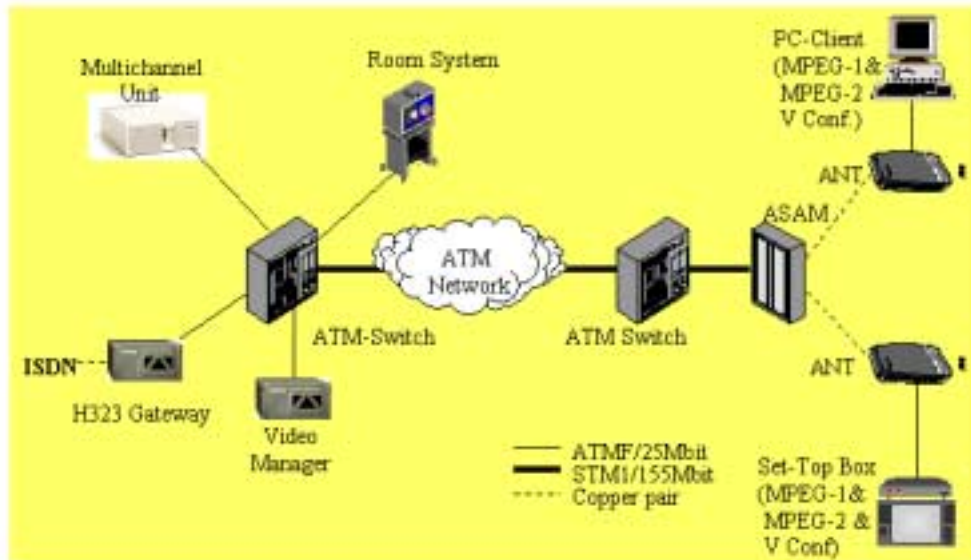 Multichannel
Unit
Room System
PC-Client
(MPEG-1&
MPEG-2
V Conf.)
ANT
ASAM
ATM
Network
ATM-Switch
ATM Switch
ISDN
H323 Gateway
Video
Manager
ANT
ATMF/25Mbit
STM1/155Mbit
Copper pair
Set-Top Box
(MPEG-1&
MPEG-2 &
V Conf)